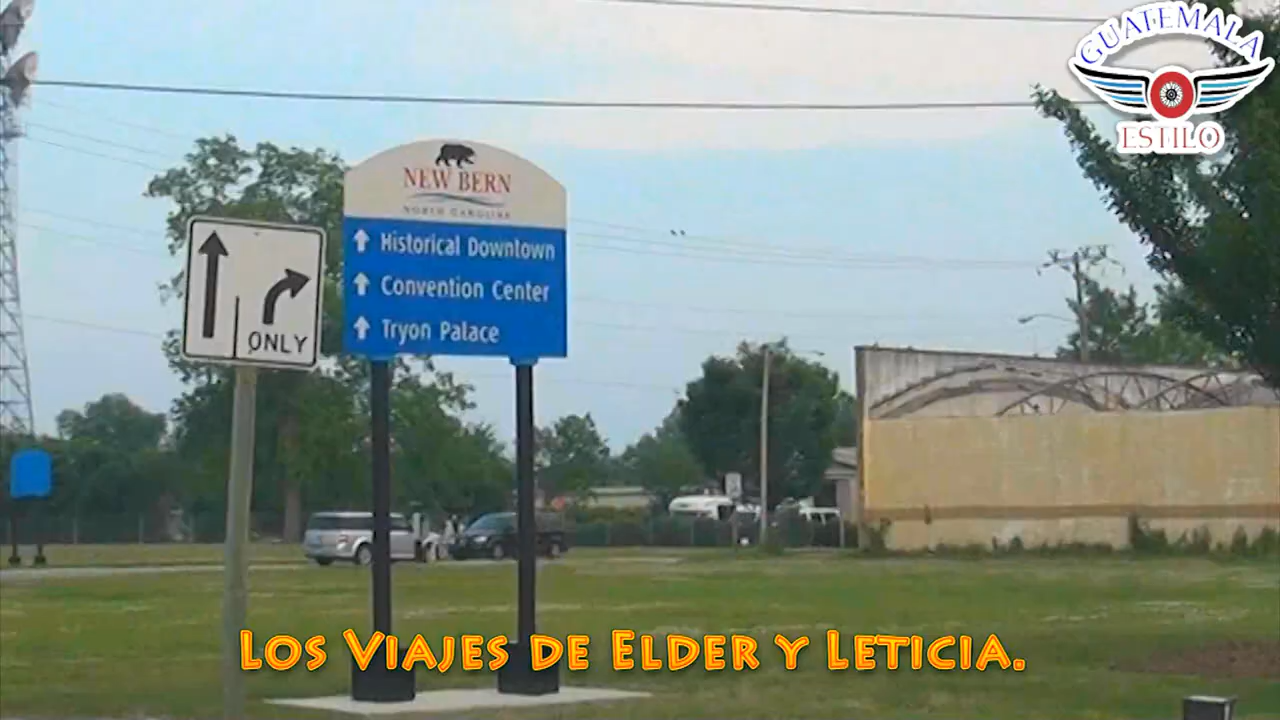 GUATEMALA
ESTILO
NEW BERN
NORTH CAROLINA
Historical Downtown
Convention Center
Tryon Palace
ONLY
LOS VIAJES DE ELDER Y LETICIA.